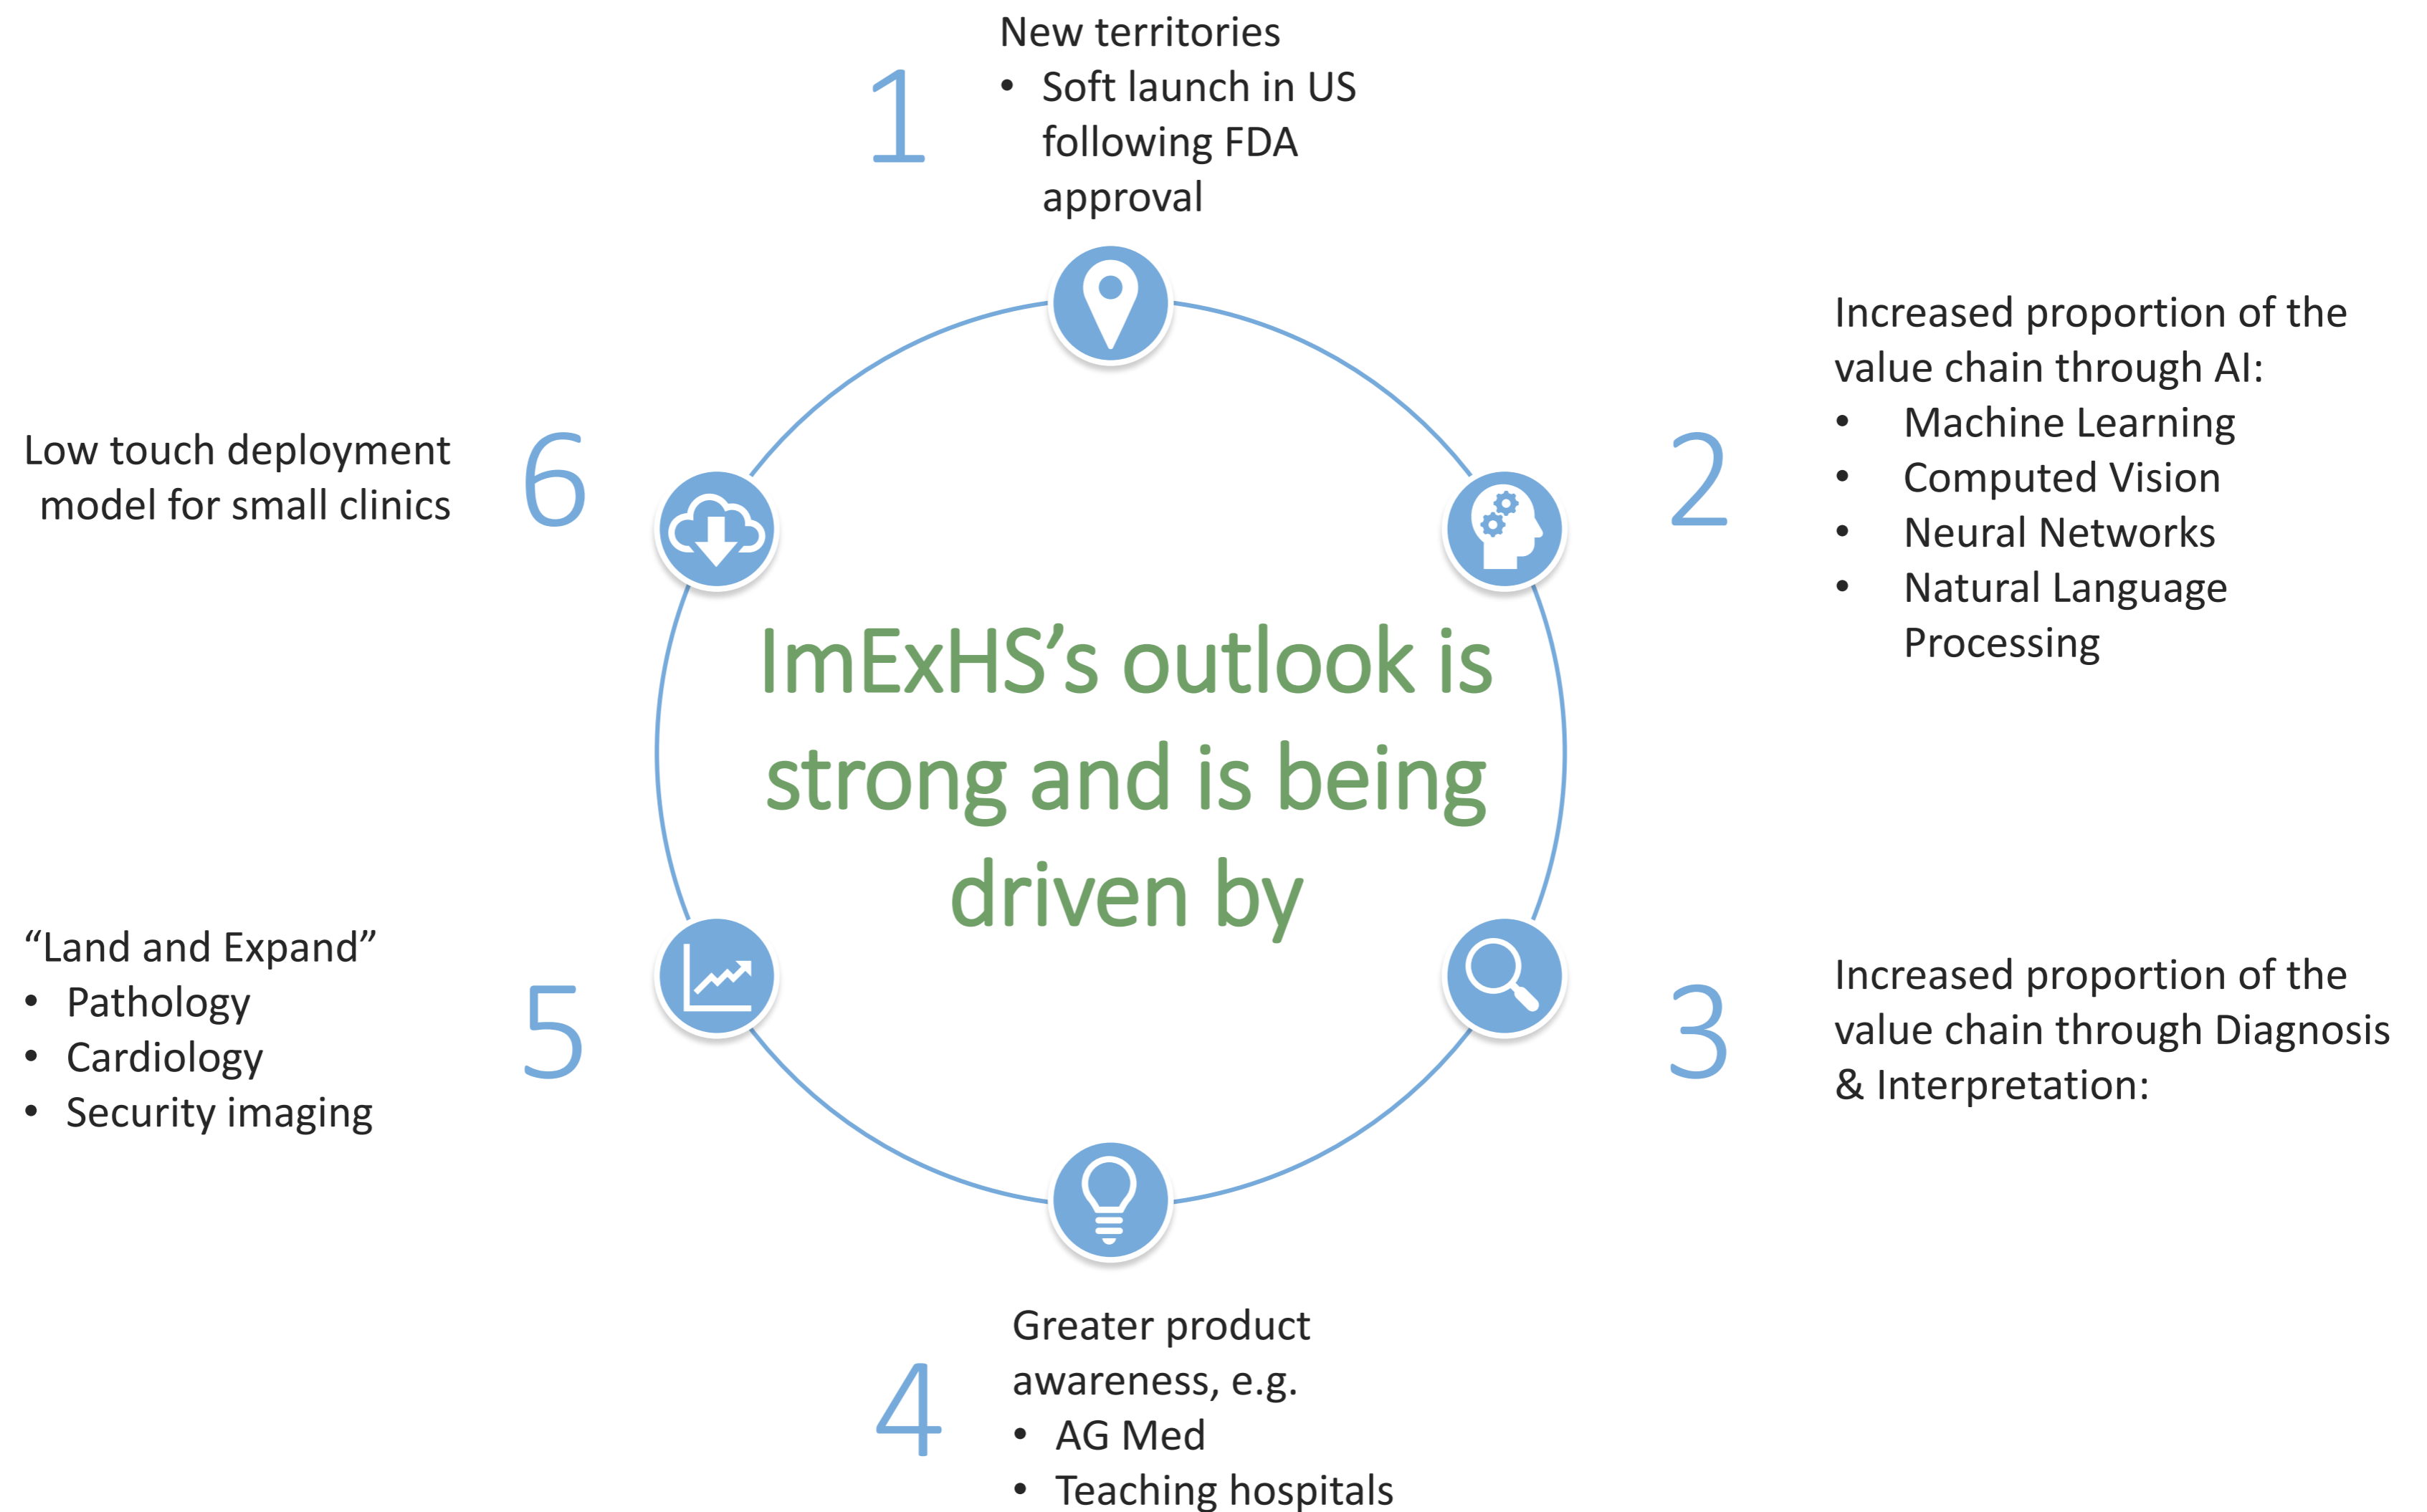 1
New territories
• Soft launch in US
following FDA
approval
2
Increased proportion of the
value chain through AI:
• Machine Learning
• Computed Vision
• Neural Networks
• Natural Language
Processing
3
Increased proportion of the
value chain through Diagnosis
& Interpretation:
4
Greater product
awareness, e.g.
• AG Med
• Teaching hospitals
5
“Land and Expand”
• Pathology
• Cardiology
• Security imaging
6
Low touch deployment
model for small clinics
ImExHS’s outlook is
strong and is being
driven by